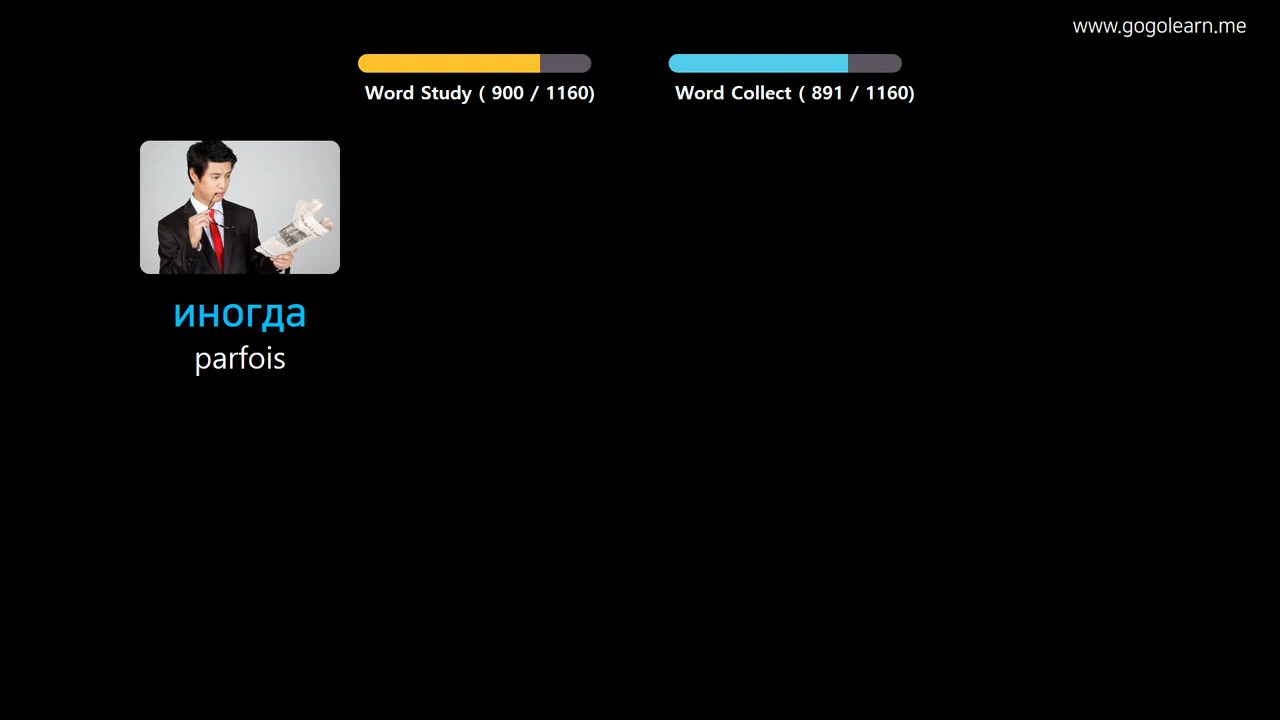 www.gogolearn.me
Word Study ( 900 / 1160)
Word Collect ( 891 / 1160)
иногда
parfois